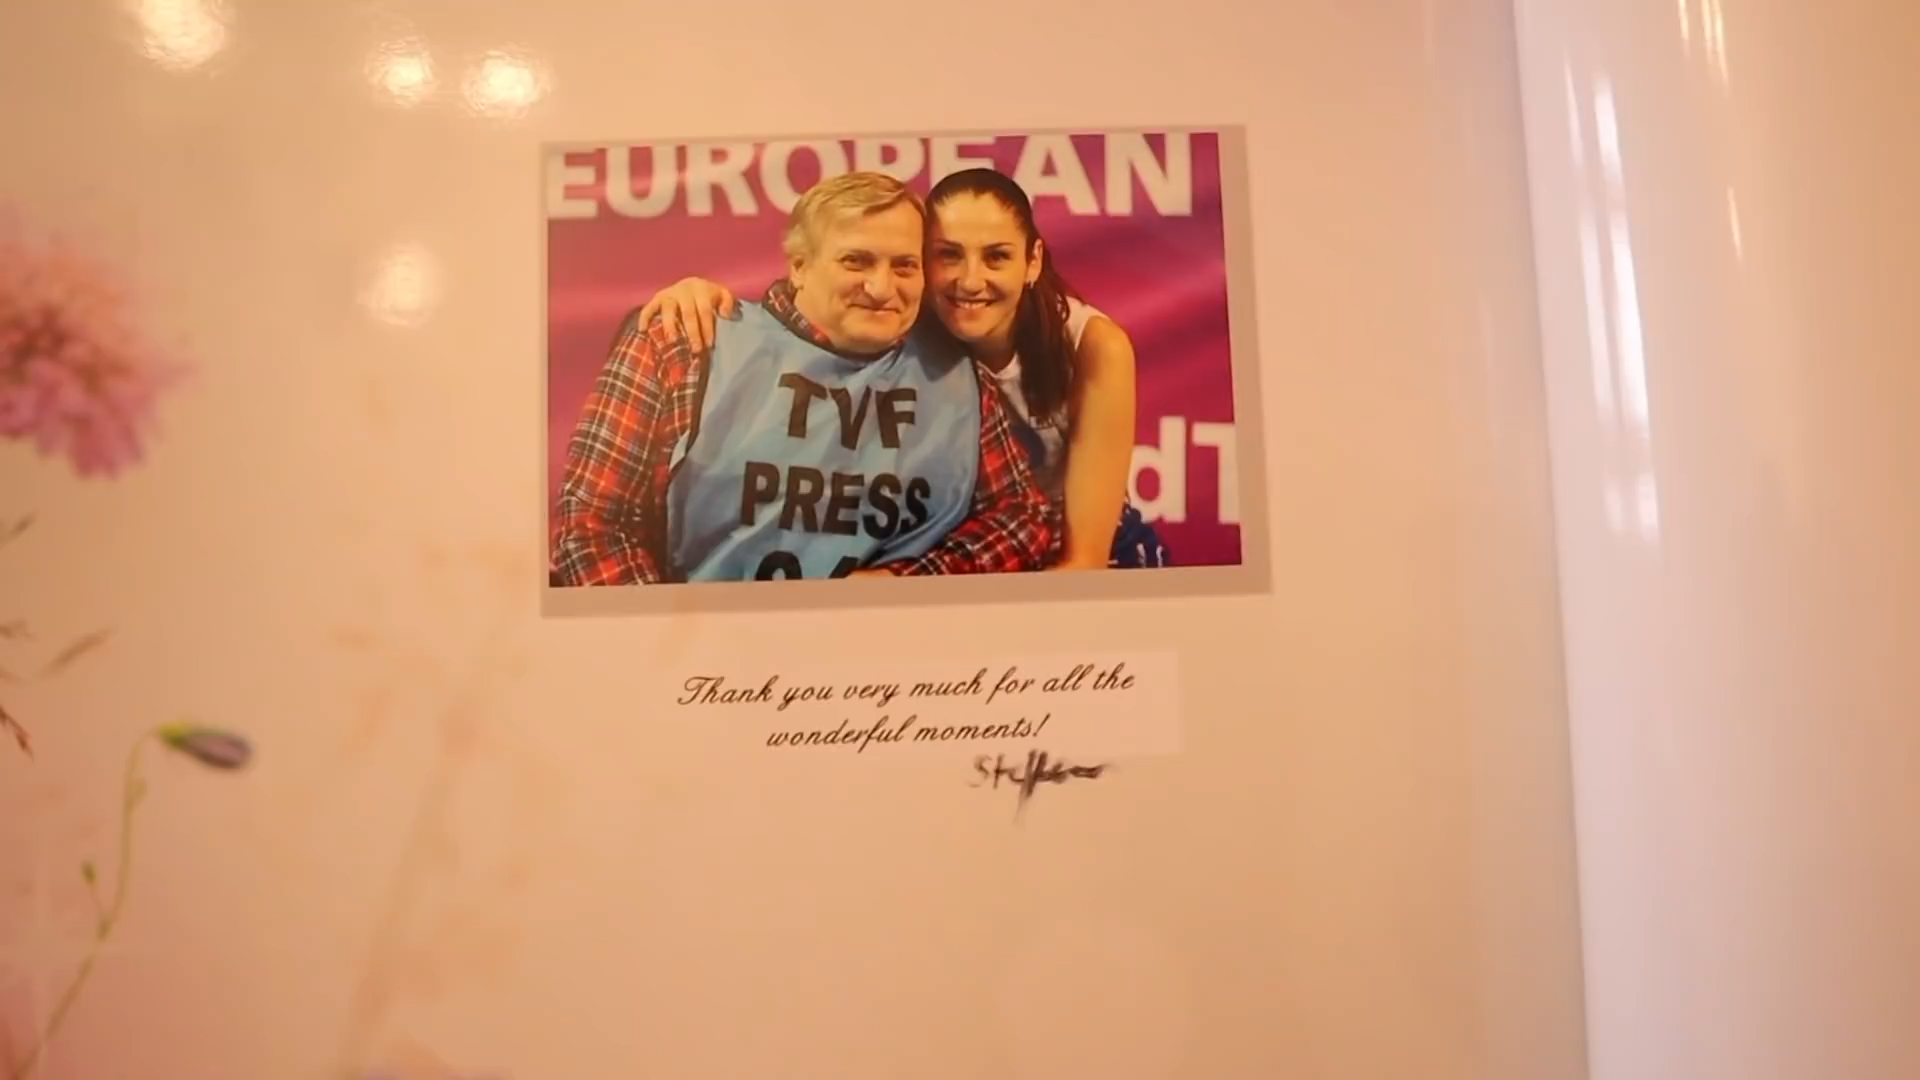 EUROPEAN
TVF
PRESS
dT
Thank you very much for all the
wonderful moments!